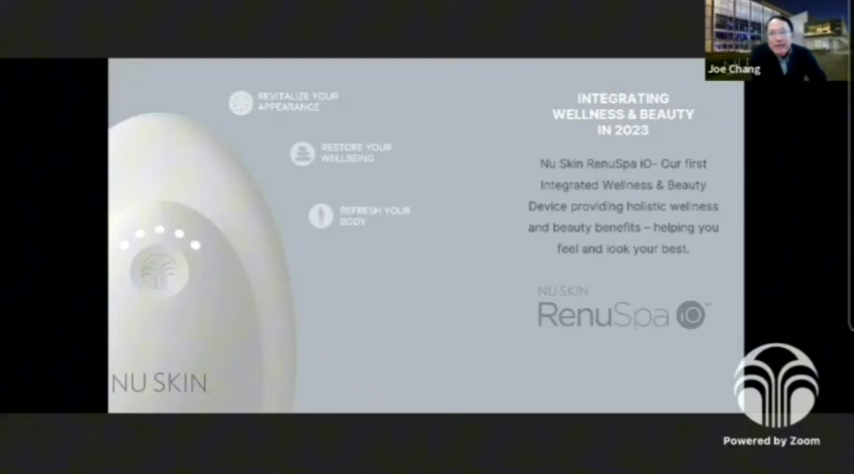 Joe Chang
REVITALIZE YOUR
APPEARANCE
RESTORE YOUR
WELLBEING
REFRESH YOUR
BODY
NU SKIN
INTEGRATING
WELLNESS & BEAUTY
IN 2023
Nu Skin RenuSpa iO- Our first
Integrated Wellness & Beauty
Device providing holistic wellness
and beauty benefits – helping you
feel and look your best.
NU SKIN
RenuSpa iO™
Powered by Zoom